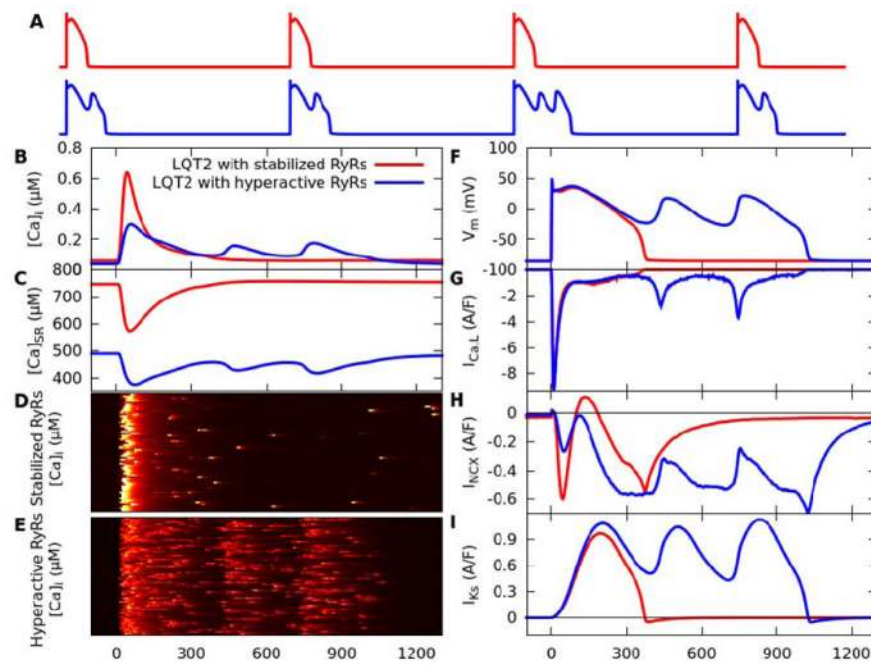 A
B
0.8
0.6
0.4
0.2
[Ca]i (µM)
LQT2 with stabilized RyRs
LQT2 with hyperactive RyRs
C
800
700
600
500
400
[Ca]SR (µM)
D
Stabilized RyRs
[Ca]i (µM)
E
Hyperactive RyRs
[Ca]i (µM)
0 300 600 900 1200
F
100
50
0
-50
Vm (mV)
G
-100
-2
-4
-6
-8
ICa.L (A/F)
H
0
-0.2
-0.4
-0.6
INCX (A/F)
I
0.9
0.6
0.3
0
IKs (A/F)
0 300 600 900 1200